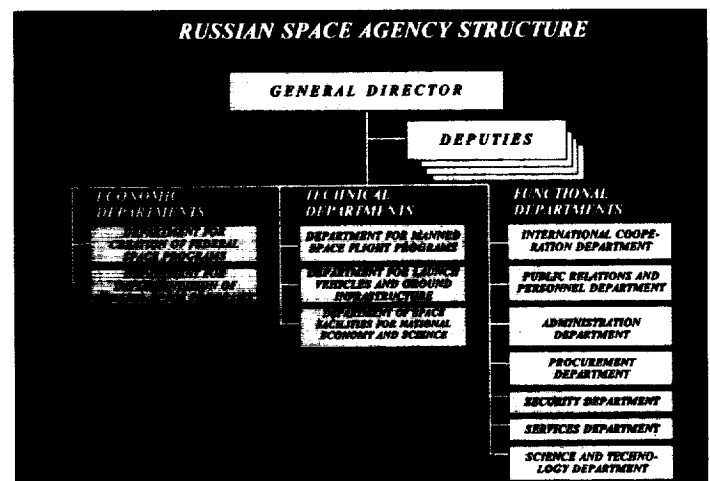 RUSSIAN SPACE AGENCY STRUCTURE
GENERAL DIRECTOR
DEPUTIES
ECONOMIC
DEPARTMENTS
DEPARTMENT FOR
CREATION OF FEDERAL
SPACE PROGRAMS
DEPARTMENT FOR
OF
TECHNICAL
DEPARTMENTS
DEPARTMENT FOR MANNED
SPACE FLIGHT PROGRAMS
DEPARTMENT FOR LAUNCH
VEHICLES AND GROUND
INFRASTRUCTURE
DEPARTMENT OF SPACE
FACILITIES FOR NATIONAL
ECONOMY AND SCIENCE
FUNCTIONAL
DEPARTMENTS
INTERNATIONAL COOPE-
RATION DEPARTMENT
PUBLIC RELATIONS AND
PERSONNEL DEPARTMENT
ADMINISTRATION
DEPARTMENT
PROCUREMENT
DEPARTMENT
SECURITY DEPARTMENT
SERVICES DEPARTMENT
SCIENCE AND TECHNO-
LOGY DEPARTMENT